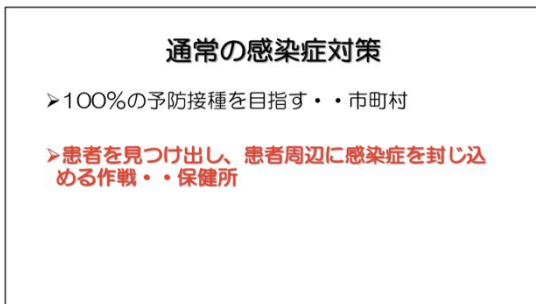 通常の感染症対策
➤100%の予防接種を目指す・・市町村
➤患者を見つけ出し、患者周辺に感染症を封じ込
める作戦・・保健所